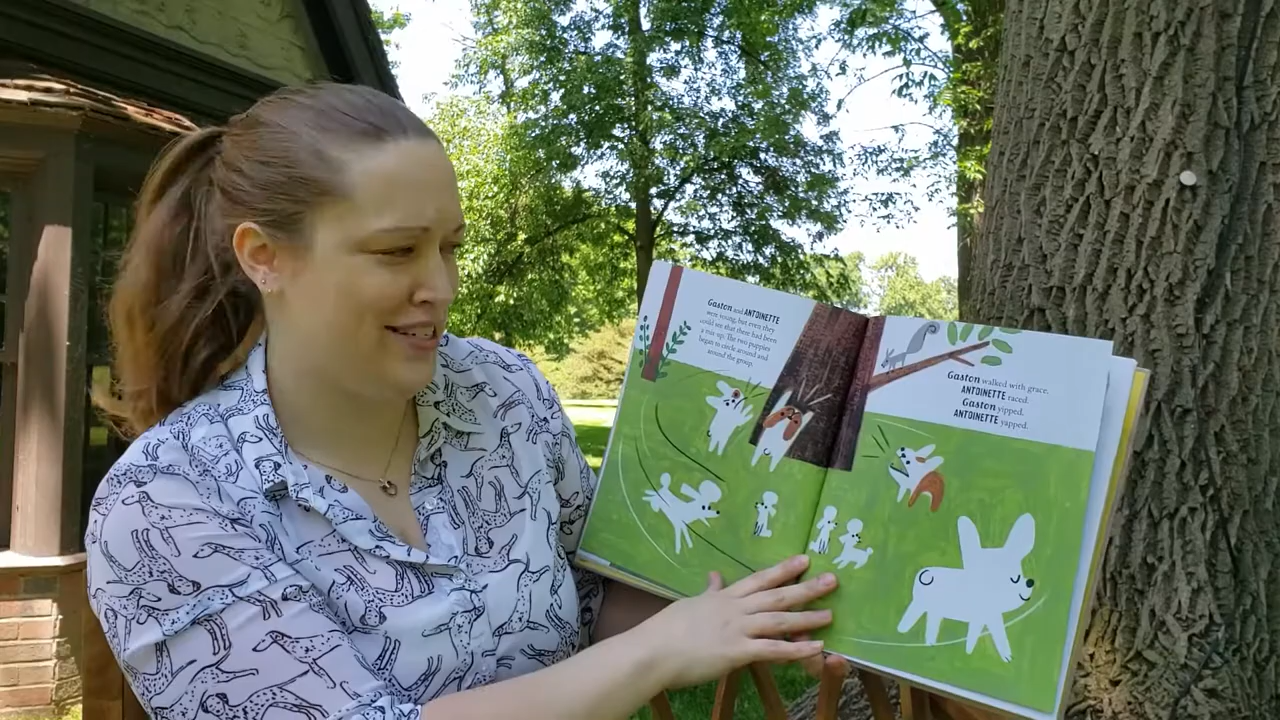 Gaston and ANTOINETTE
were young, but even they
could see that there had been
a mix-up. The two puppies
began to circle around and
around the group.
Gaston walked with grace.
ANTOINETTE raced.
Gaston yipped.
ANTOINETTE yapped.